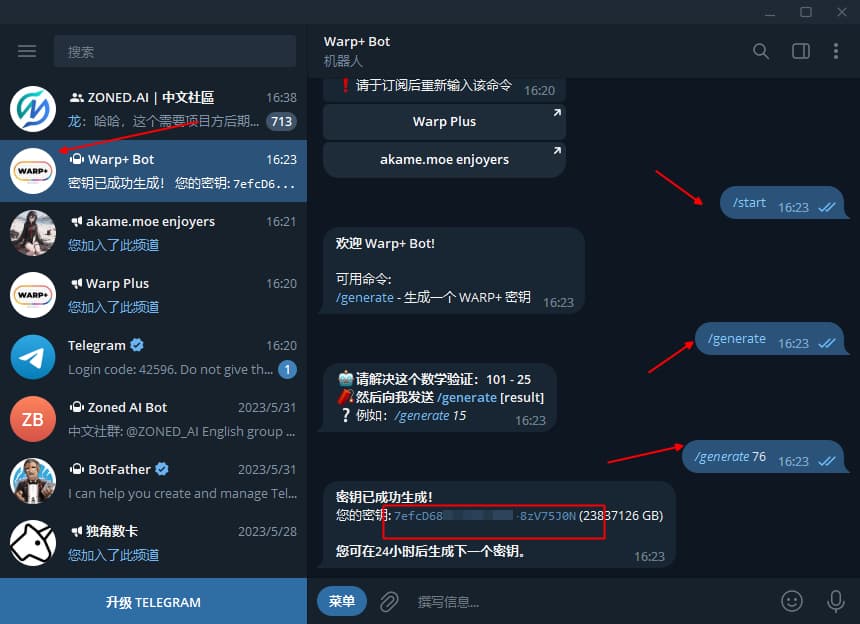 搜索
ZONED.AI | 中文社區
16:38
龙: 哈哈，这个需要项目方后期...
713
WARP+
Warp+ Bot
16:23
密钥已成功生成！ 您的密钥: 7efcD6...
akame.moe enjoyers
16:21
您加入了此频道
WARP+
Warp Plus
16:20
您加入了此频道
Telegram
16:20
Login code: 42596. Do not give th...
1
ZB
Zoned AI Bot
2023/5/31
中文社群: @ZONED_AI English group ...
BotFather
2023/5/31
I can help you create and manage Tel...
独角数卡
2023/5/28
您加入了此频道
升级 TELEGRAM
Warp+ Bot
机器人
❗请于订阅后重新输入该命令 16:20
Warp Plus
akame.moe enjoyers
/start 16:23
欢迎 Warp+ Bot!
可用命令:
/generate - 生成一个 WARP+ 密钥 16:23
/generate 16:23
请解决这个数学验证：101 - 25
然后向我发送 /generate [result]
❔例如：/generate 15 16:23
/generate 76 16:23
密钥已成功生成！
您的密钥: 7efcD68 -8zV75J0N (23837126 GB)
您可在24小时后生成下一个密钥。 16:23
菜单
撰写信息...